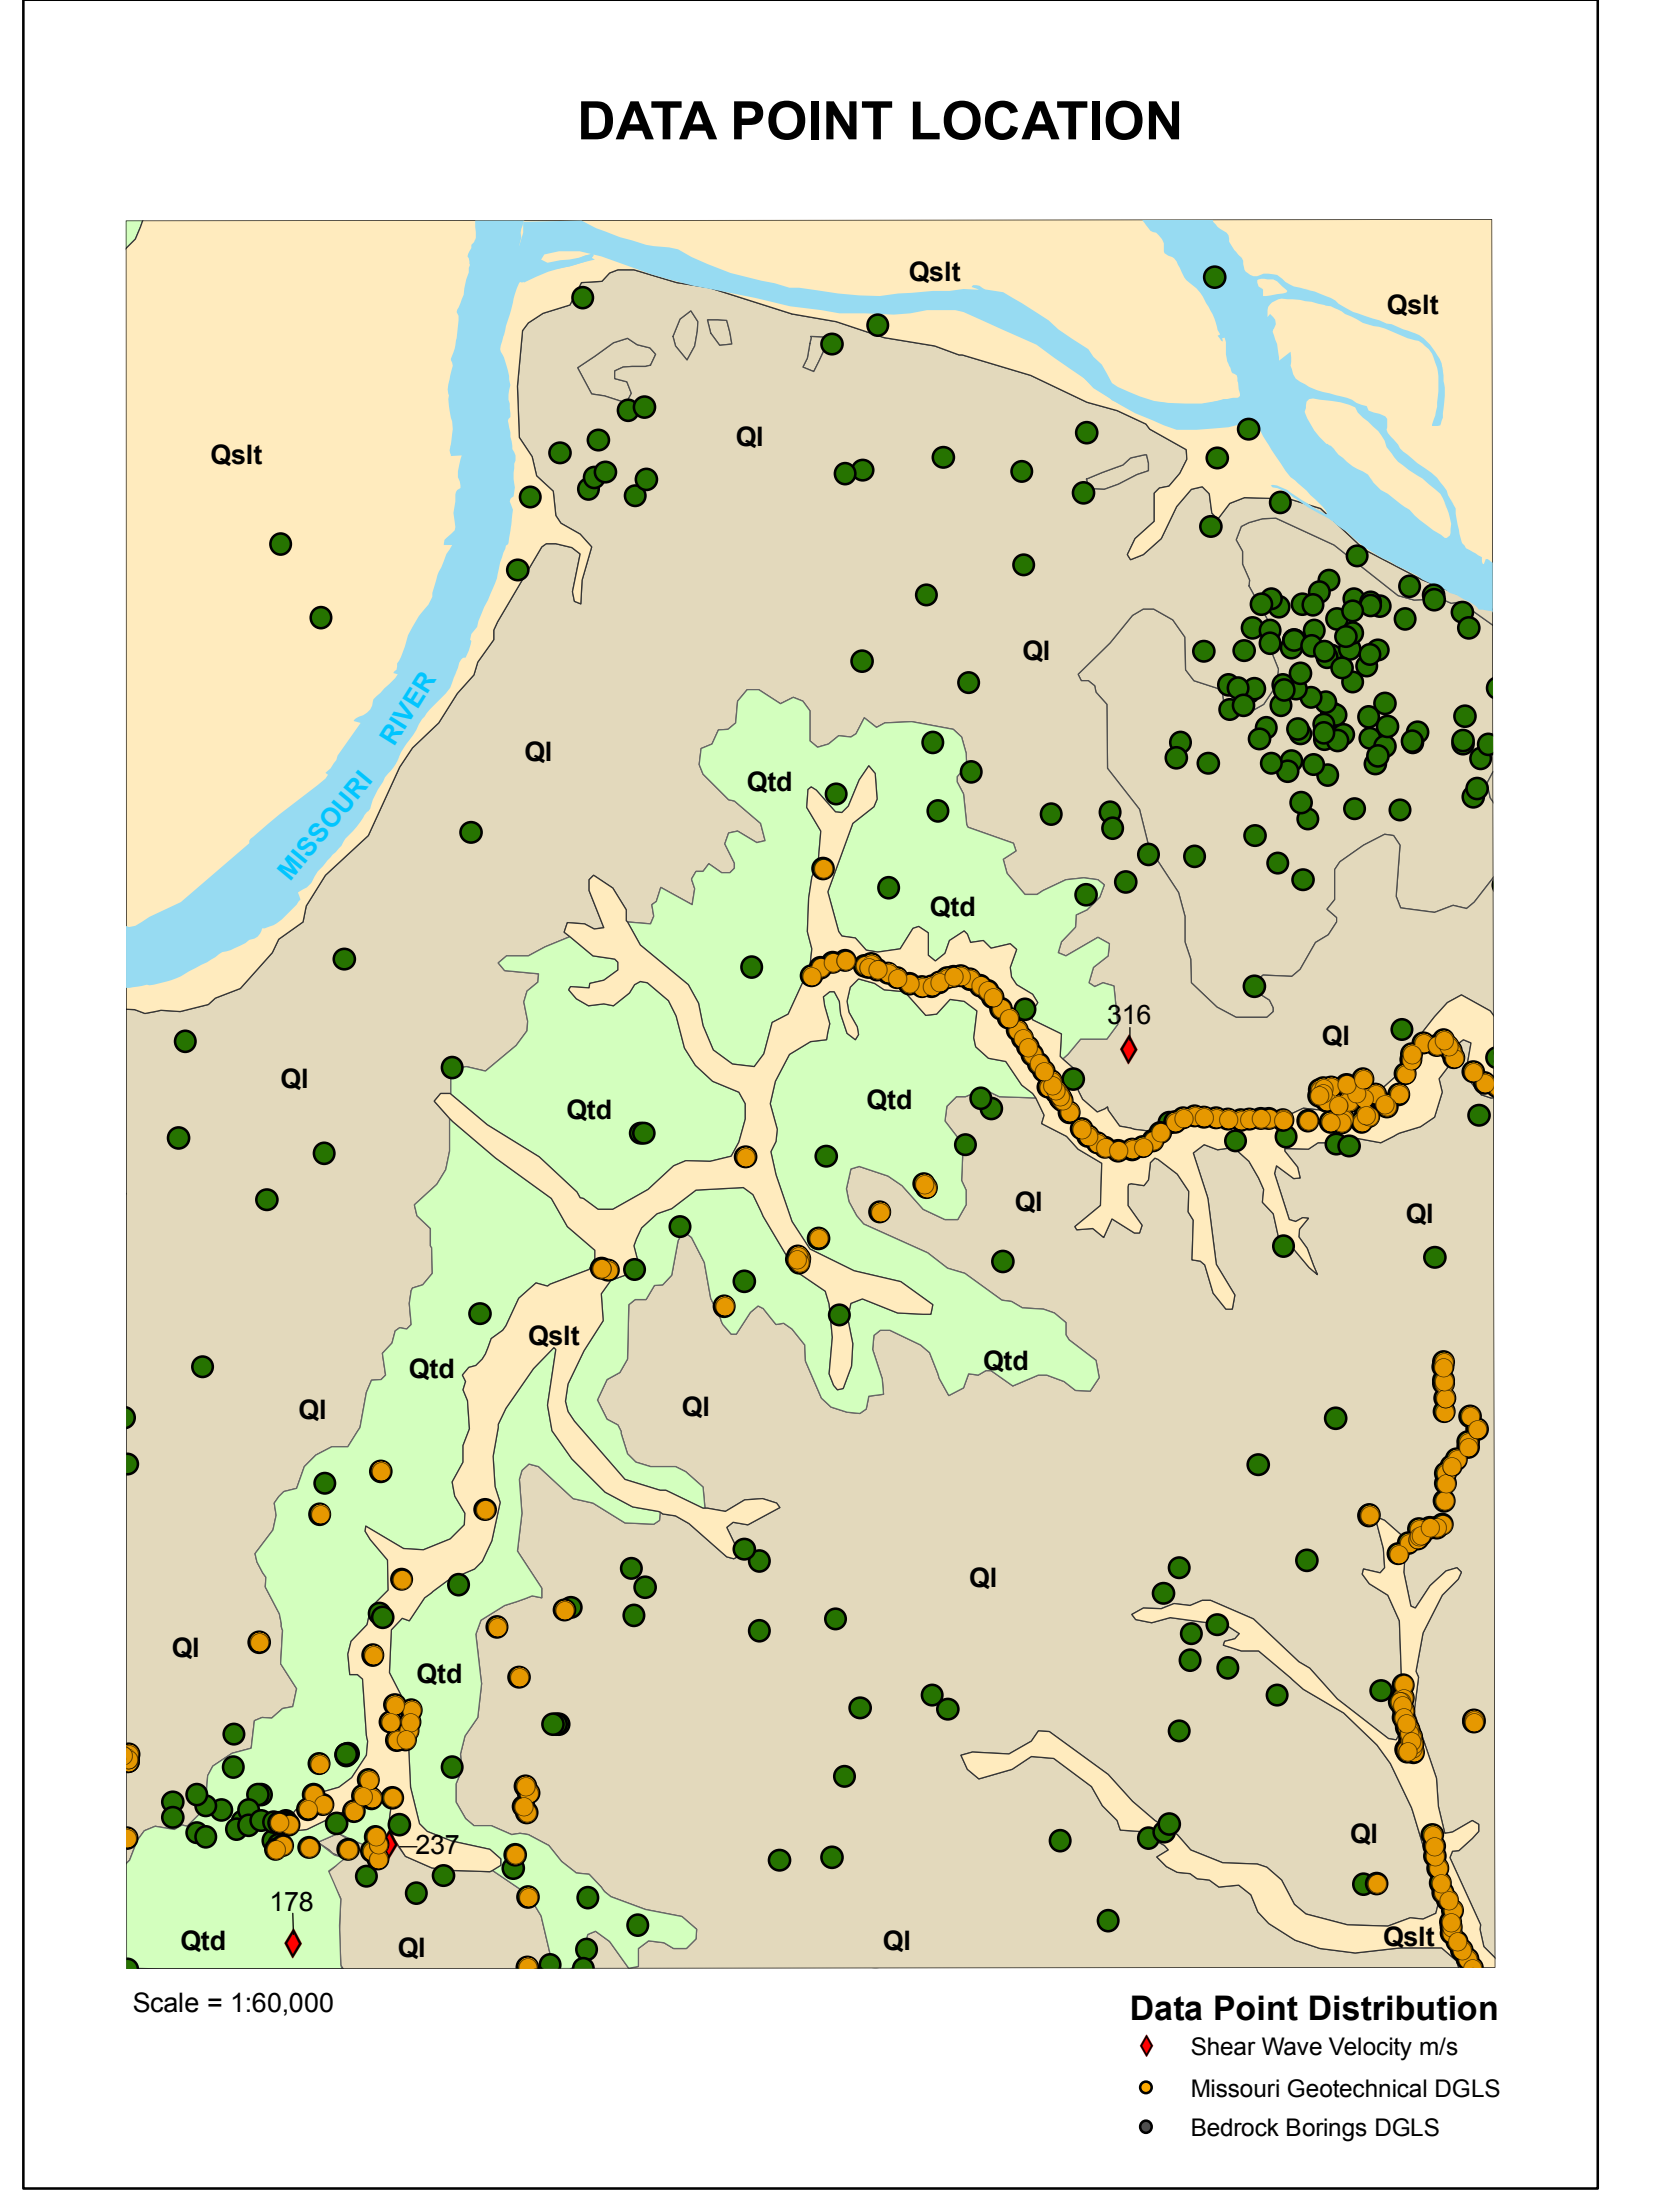 DATA POINT LOCATION
Qslt
Qslt
Ql
Qslt
Ql
MISSOURI RIVER
Ql
Qtd
Qtd
316
Ql
Ql
Qtd
Qtd
Ql
Ql
Qslt
Qtd
Qtd
Ql
Ql
Ql
Ql
Qtd
Ql
237
178
Qtd
Ql
Ql
Qslt
Scale = 1:60,000
Data Point Distribution
Shear Wave Velocity m/s
Missouri Geotechnical DGLS
Bedrock Borings DGLS